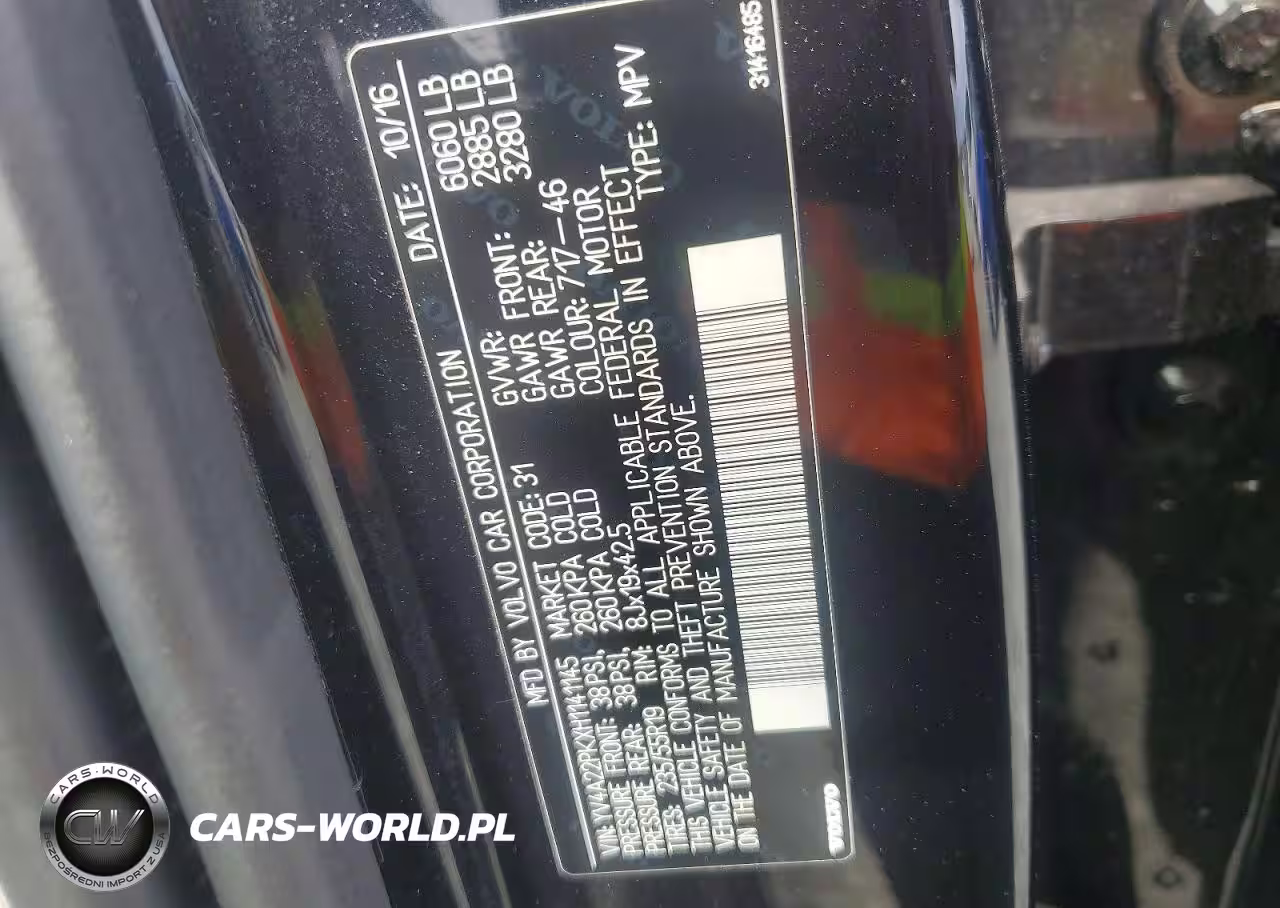 MFD BY VOLVO CAR CORPORATION DATE: 10/16
VIN: YV4A22PKXH1141145 MARKET CODE: 31 GVWR: 6060 LB
PRESSURE FRONT: 38PSI, 260KPA COLD GAWR FRONT: 2885 LB
PRESSURE REAR: 38PSI, 260KPA COLD GAWR REAR: 3280 LB
TIRES: 235/55R19 RIM: 8Jx19x42.5 COLOUR: 717—46
THIS VEHICLE CONFORMS TO ALL APPLICABLE FEDERAL MOTOR
VEHICLE SAFETY AND THEFT PREVENTION STANDARDS IN EFFECT
ON THE DATE OF MANUFACTURE SHOWN ABOVE. TYPE: MPV
VOLVO 31416485
CARS-WORLD
CW
BEZPOŚREDNI IMPORT Z USA
CARS-WORLD.PL